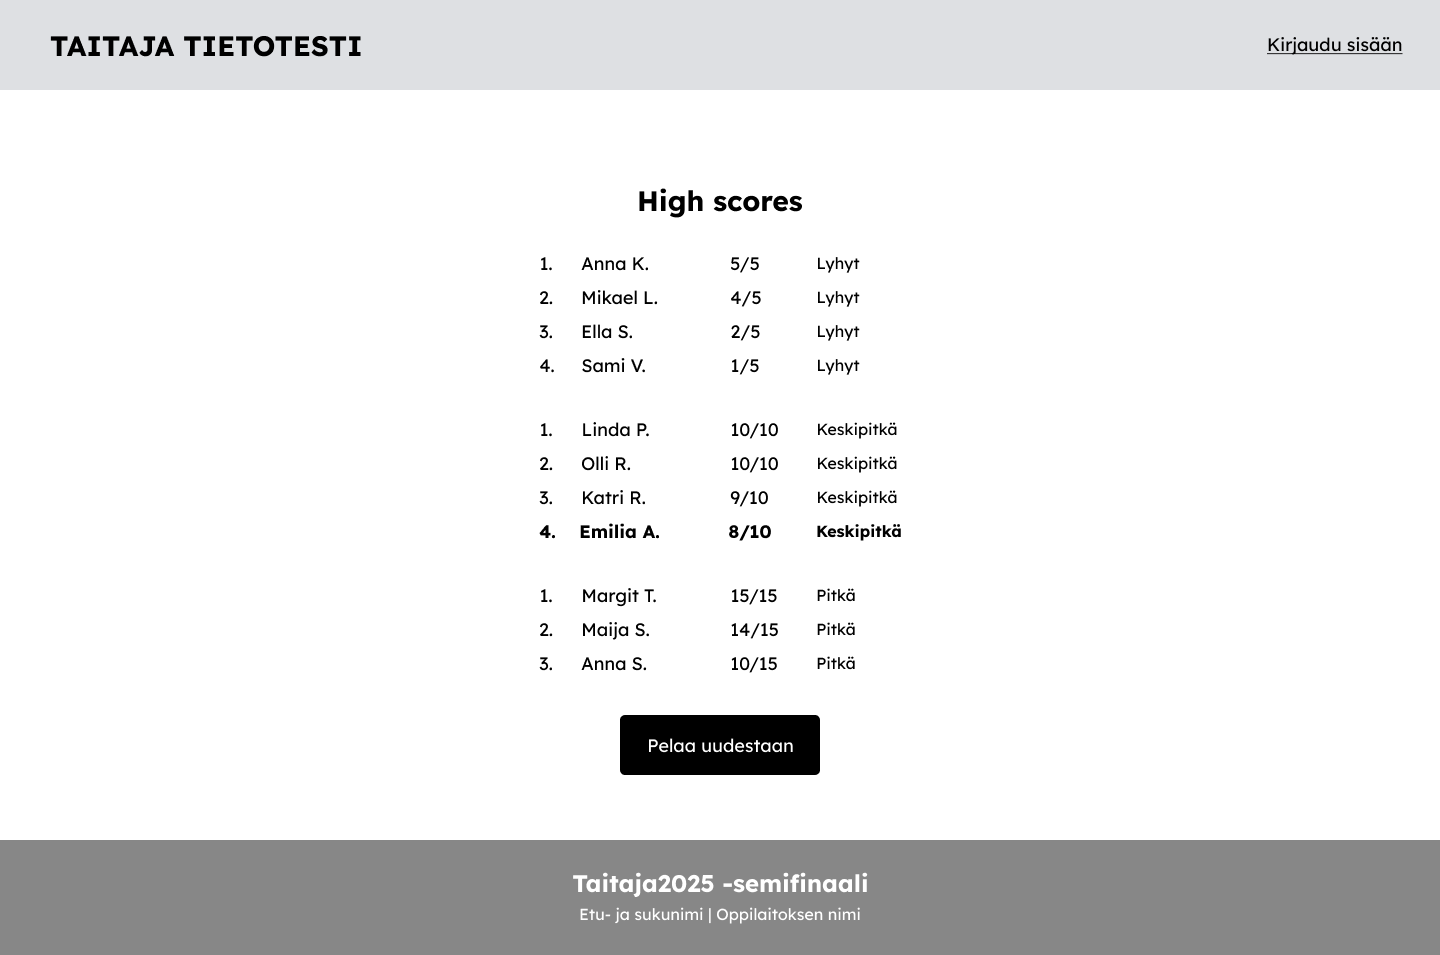 TAITAJA TIETOTESTI
Kirjaudu sisään
High scores
1. Anna K. 5/5 Lyhyt
2. Mikael L. 4/5 Lyhyt
3. Ella S. 2/5 Lyhyt
4. Sami V. 1/5 Lyhyt
1. Linda P. 10/10 Keskipitkä
2. Olli R. 10/10 Keskipitkä
3. Katri R. 9/10 Keskipitkä
4. Emilia A. 8/10 Keskipitkä
1. Margit T. 15/15 Pitkä
2. Maija S. 14/15 Pitkä
3. Anna S. 10/15 Pitkä
Pelaa uudestaan
Taitaja2025 -semifinaali
Etu- ja sukunimi | Oppilaitoksen nimi